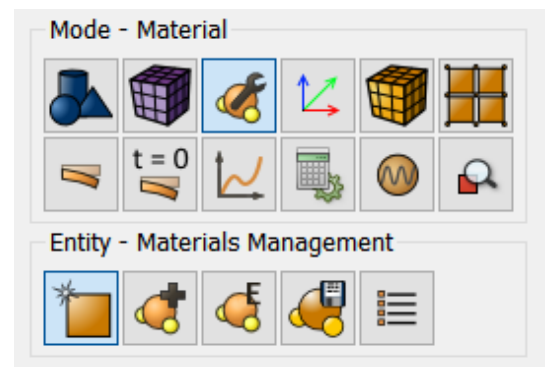 Mode - Material
t = 0
Entity - Materials Management
E